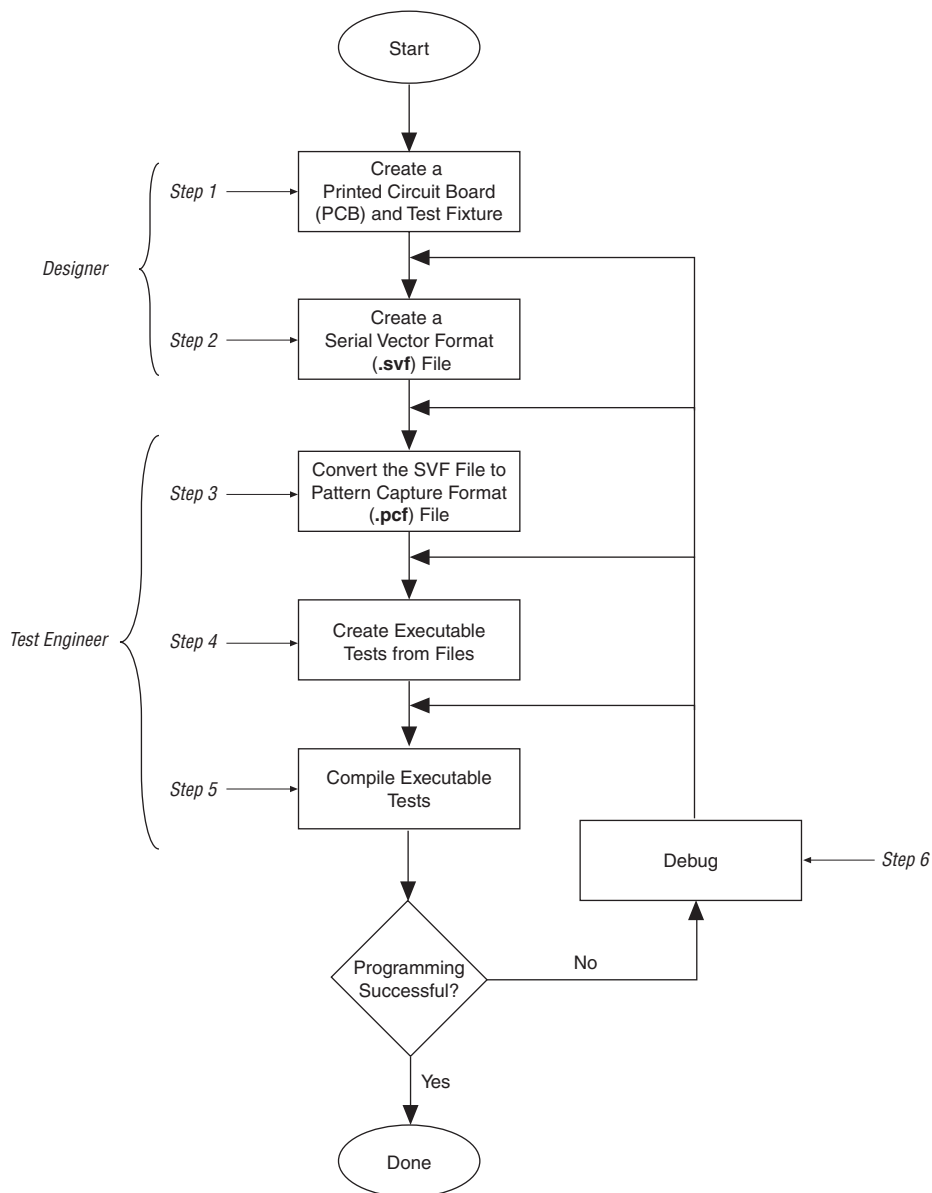 Start
Create a
Printed Circuit Board
(PCB) and Test Fixture
Step 1
Designer
Create a
Serial Vector Format
(.svf) File
Step 2
Convert the SVF File to
Pattern Capture Format
(.pcf) File
Step 3
Test Engineer
Create Executable
Tests from Files
Step 4
Compile Executable
Tests
Step 5
Debug
Step 6
Programming
Successful?
No
Yes
Done